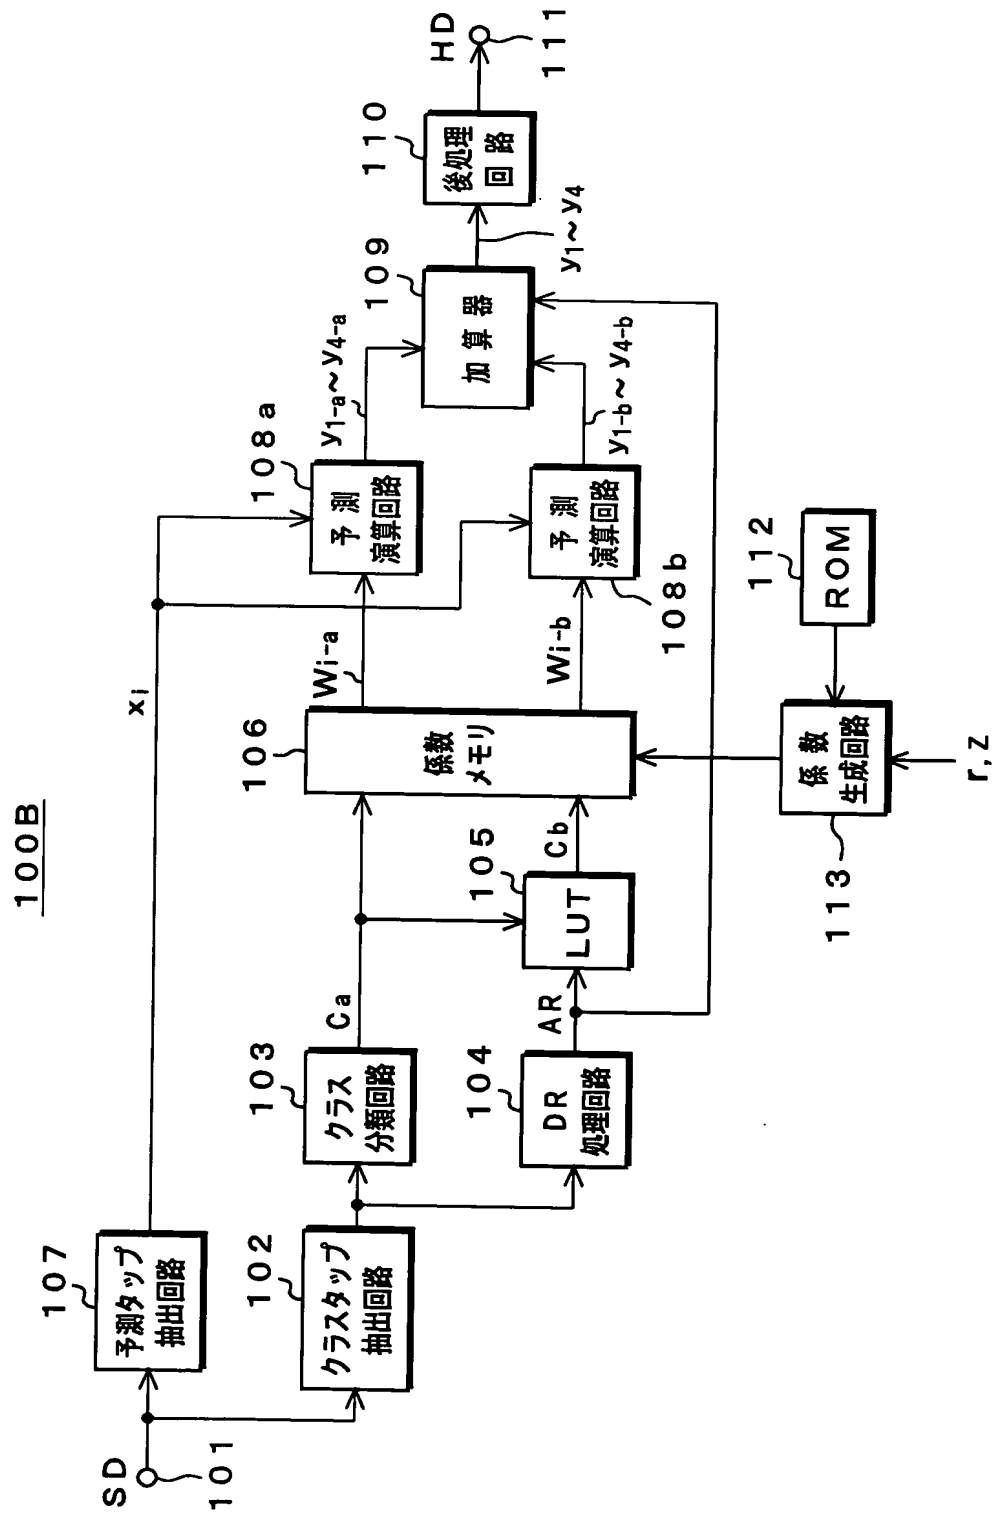 100B
SD
101
107
予測タップ
抽出回路
102
クラスタップ
抽出回路
103
クラス
分類回路
104
DR
処理回路
Ca
AR
105
LUT
Cb
106
係数
メモリ
xi
Wi-a
Wi-b
108a
予測
演算回路
予測
演算回路
108b
y1-a～y4-a
y1-b～y4-b
109
加算器
y1～y4
110
後処理
回路
HD
111
112
ROM
113
係数
生成回路
r,z